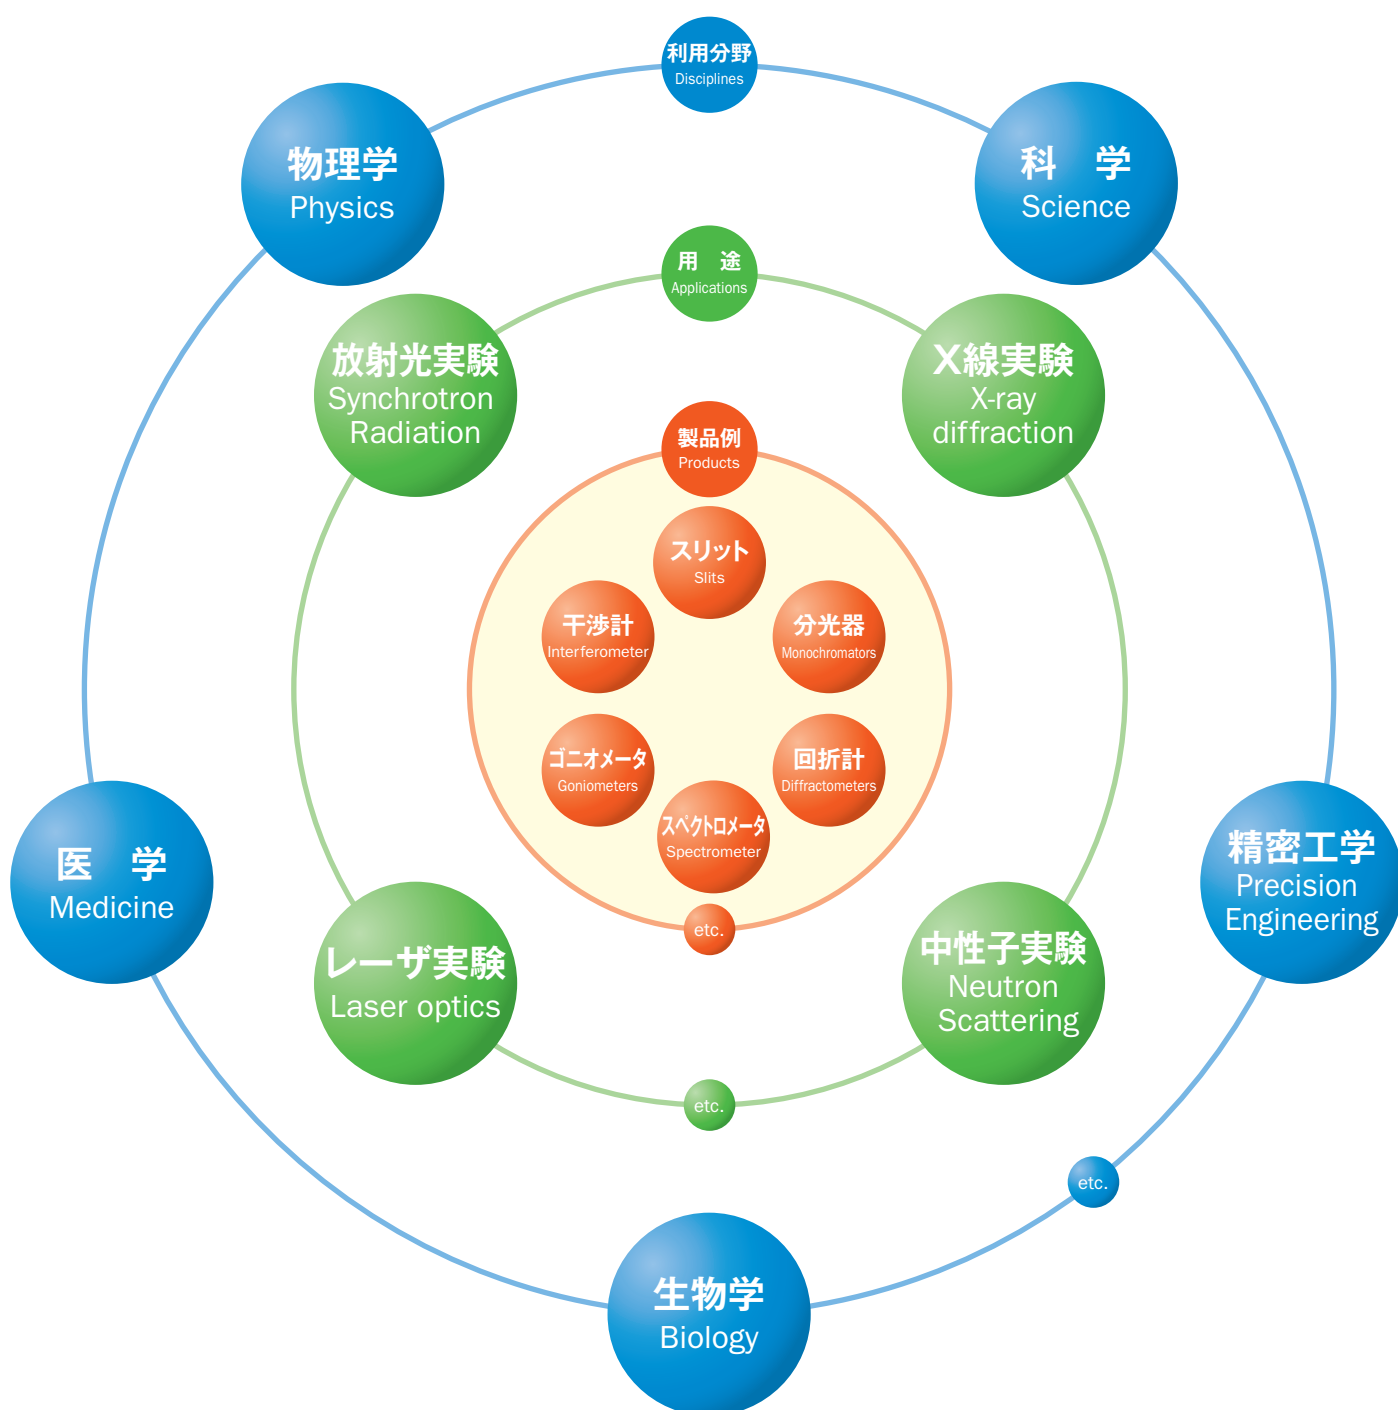 利用分野
Disciplines
物理学
Physics
科　学
Science
用　途
Applications
放射光実験
Synchrotron
Radiation
X線実験
X-ray
diffraction
製品例
Products
スリット
Slits
干渉計
Interferometer
分光器
Monochromators
ゴニオメータ
Goniometers
回折計
Diffractometers
スペクトロメータ
Spectrometer
etc.
医　学
Medicine
精密工学
Precision
Engineering
レーザ実験
Laser optics
中性子実験
Neutron
Scattering
etc.
etc.
生物学
Biology